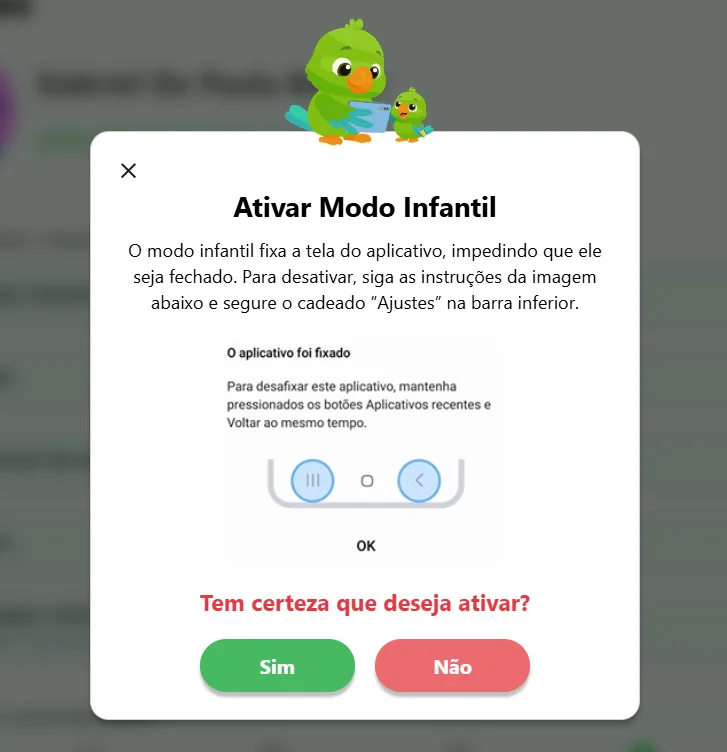 Ativar Modo Infantil
O modo infantil fixa a tela do aplicativo, impedindo que ele
seja fechado. Para desativar, siga as instruções da imagem
abaixo e segure o cadeado “Ajustes” na barra inferior.
O aplicativo foi fixado
Para desafixar este aplicativo, mantenha
pressionados os botões Aplicativos recentes e
Voltar ao mesmo tempo.
OK
Tem certeza que deseja ativar?
Sim
Não